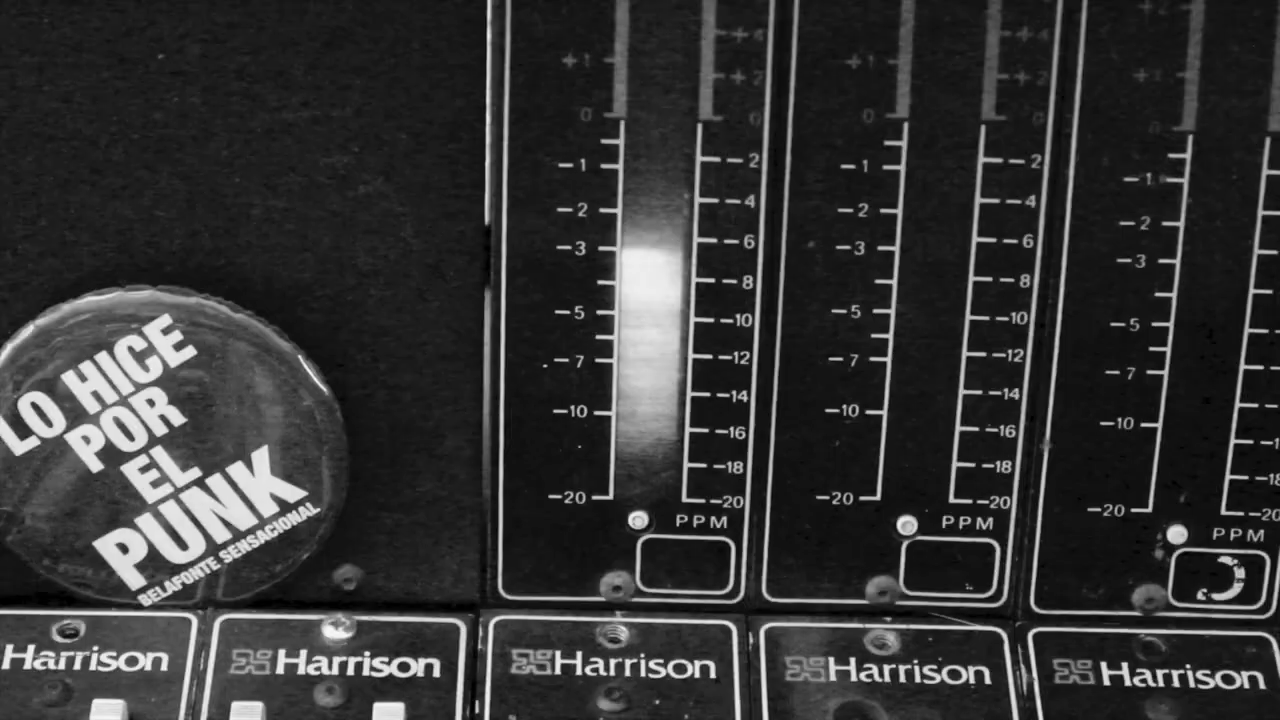 LO HICE
POR
EL
PUNK
BELAFONTE SENSACIONAL
+4
+1 +2
0 0
-1 -2
-2 -4
-3 -6
-8
-5 -10
-7 -12
-14
-10 -16
-18
-20 -20
PPM
+4
+1 +2
0 0
-1 -2
-2 -4
-3 -6
-8
-5 -10
-7 -12
-14
-10 -16
-18
-20 -20
PPM
+1
0
-1
-2
-3
-5
-7
-10
-18
-20 -20
PPM
Harrison
Harrison
Harrison
Harrison
Harrison